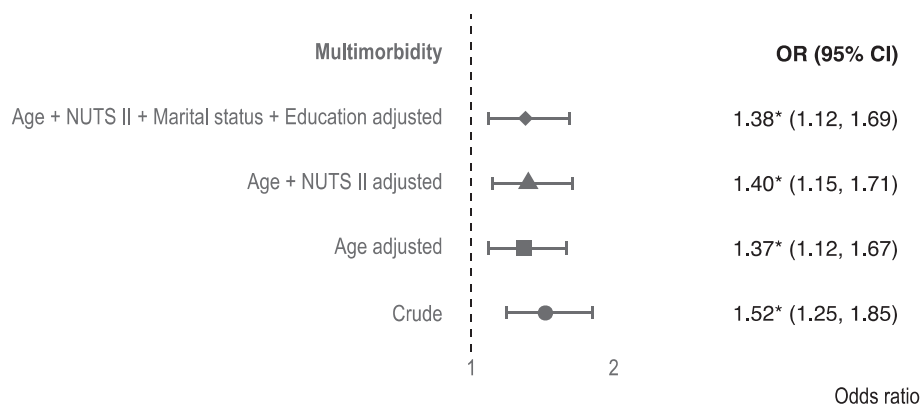 Multimorbidity OR (95% CI)
Age + NUTS II + Marital status + Education adjusted 1.38* (1.12, 1.69)
Age + NUTS II adjusted 1.40* (1.15, 1.71)
Age adjusted 1.37* (1.12, 1.67)
Crude 1.52* (1.25, 1.85)
1 2
Odds ratio